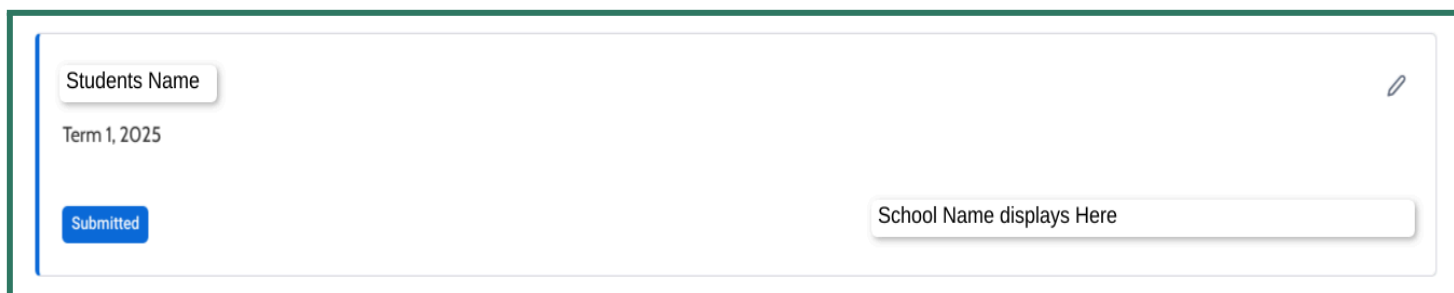 Students Name
Term 1, 2025
Submitted
School Name displays Here